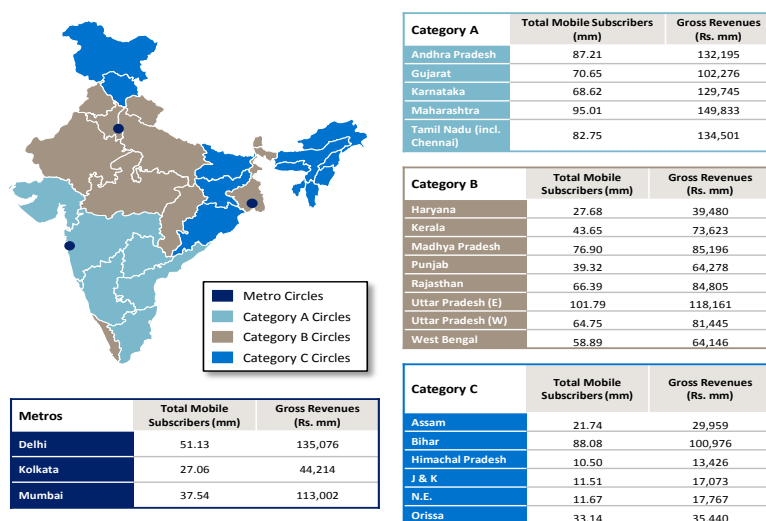 Category A Total Mobile Subscribers (mm) Gross Revenues (Rs. mm)
Andhra Pradesh 87.21 132,195
Gujarat 70.65 102,276
Karnataka 68.62 129,745
Maharashtra 95.01 149,833
Tamil Nadu (incl. Chennai) 82.75 134,501
Category B Total Mobile Subscribers (mm) Gross Revenues (Rs. mm)
Haryana 27.68 39,480
Kerala 43.65 73,623
Madhya Pradesh 76.90 85,196
Punjab 39.32 64,278
Rajasthan 66.39 84,805
Uttar Pradesh (E) 101.79 118,161
Uttar Pradesh (W) 64.75 81,445
West Bengal 58.89 64,146
Metro Circles
Category A Circles
Category B Circles
Category C Circles
Metros Total Mobile Subscribers (mm) Gross Revenues (Rs. mm)
Delhi 51.13 135,076
Kolkata 27.06 44,214
Mumbai 37.54 113,002
Category C Total Mobile Subscribers (mm) Gross Revenues (Rs. mm)
Assam 21.74 29,959
Bihar 88.08 100,976
Himachal Pradesh 10.50 13,426
J & K 11.51 17,073
N.E. 11.67 17,767
Orissa 33.14 35,440